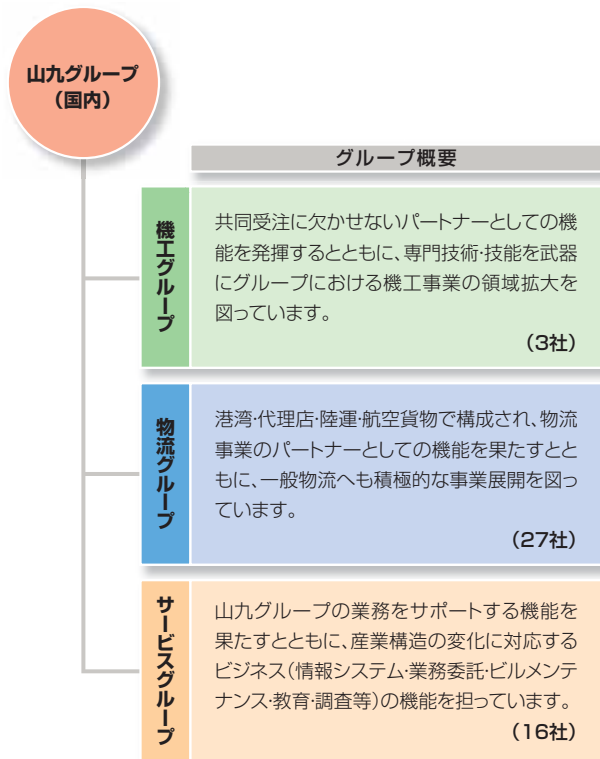 山九グループ
（国内）
グループ概要
機工グループ
共同受注に欠かせないパートナーとしての機
能を発揮するとともに、専門技術・技能を武器
にグループにおける機工事業の領域拡大を
図っています。
（3社）
物流グループ
港湾・代理店・陸運・航空貨物で構成され、物流
事業のパートナーとしての機能を果たすとと
もに、一般物流へも積極的な事業展開を図っ
ています。
（27社）
サービスグループ
山九グループの業務をサポートする機能を
果たすとともに、産業構造の変化に対応する
ビジネス（情報システム・業務委託・ビルメンテ
ナンス・教育・調査等）の機能を担っています。
（16社）